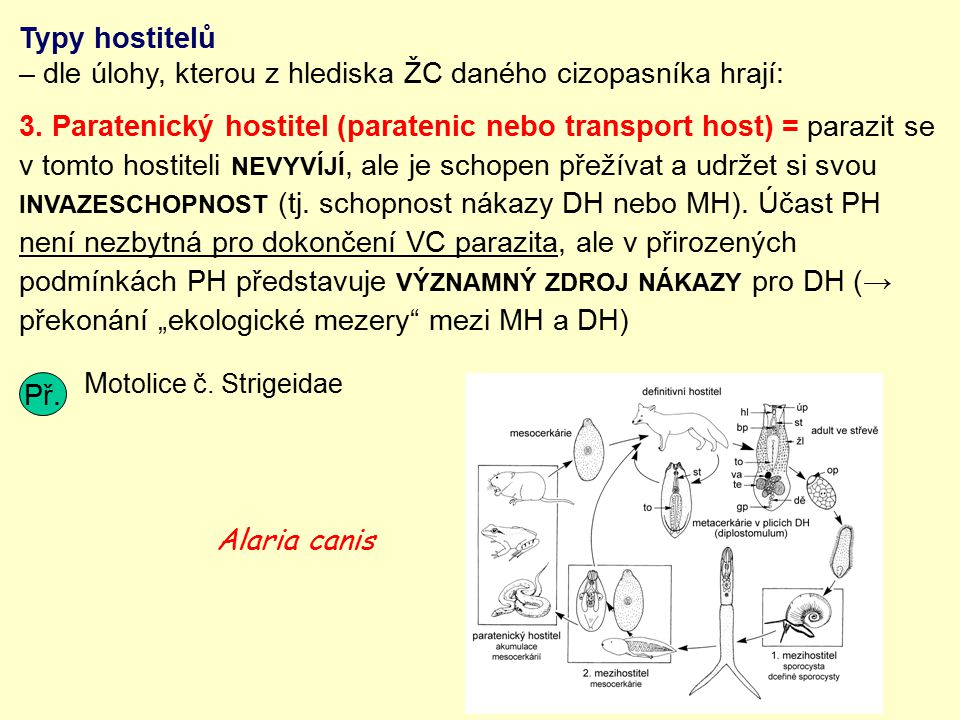 Typy hostitelů
– dle úlohy, kterou z hlediska ŽC daného cizopasníka hrají:
3. Paratenický hostitel (paratenic nebo transport host) = parazit se
v tomto hostiteli NEVYVÍJÍ, ale je schopen přežívat a udržet si svou
INVAZESCHOPNOST (tj. schopnost nákazy DH nebo MH). Účast PH
není nezbytná pro dokončení VC parazita, ale v přirozených
podmínkách PH představuje VÝZNAMNÝ ZDROJ NÁKAZY pro DH (→
překonání „ekologické mezery“ mezi MH a DH)
Př.
Motolice č. Strigeidae
Alaria canis
definitivní hostitel
mesocerkárie
hl
bp
to
va
te
gp
úp
st
žl
dě
adult ve střevě
op
st
to
metacerkárie v plicích DH
(diplostomulum)
paratenický hostitel
akumulace
mesocerkárií
2. mezihostitel
mesocerkárie
1. mezihostitel
sporocysta
dceřiné sporocysty